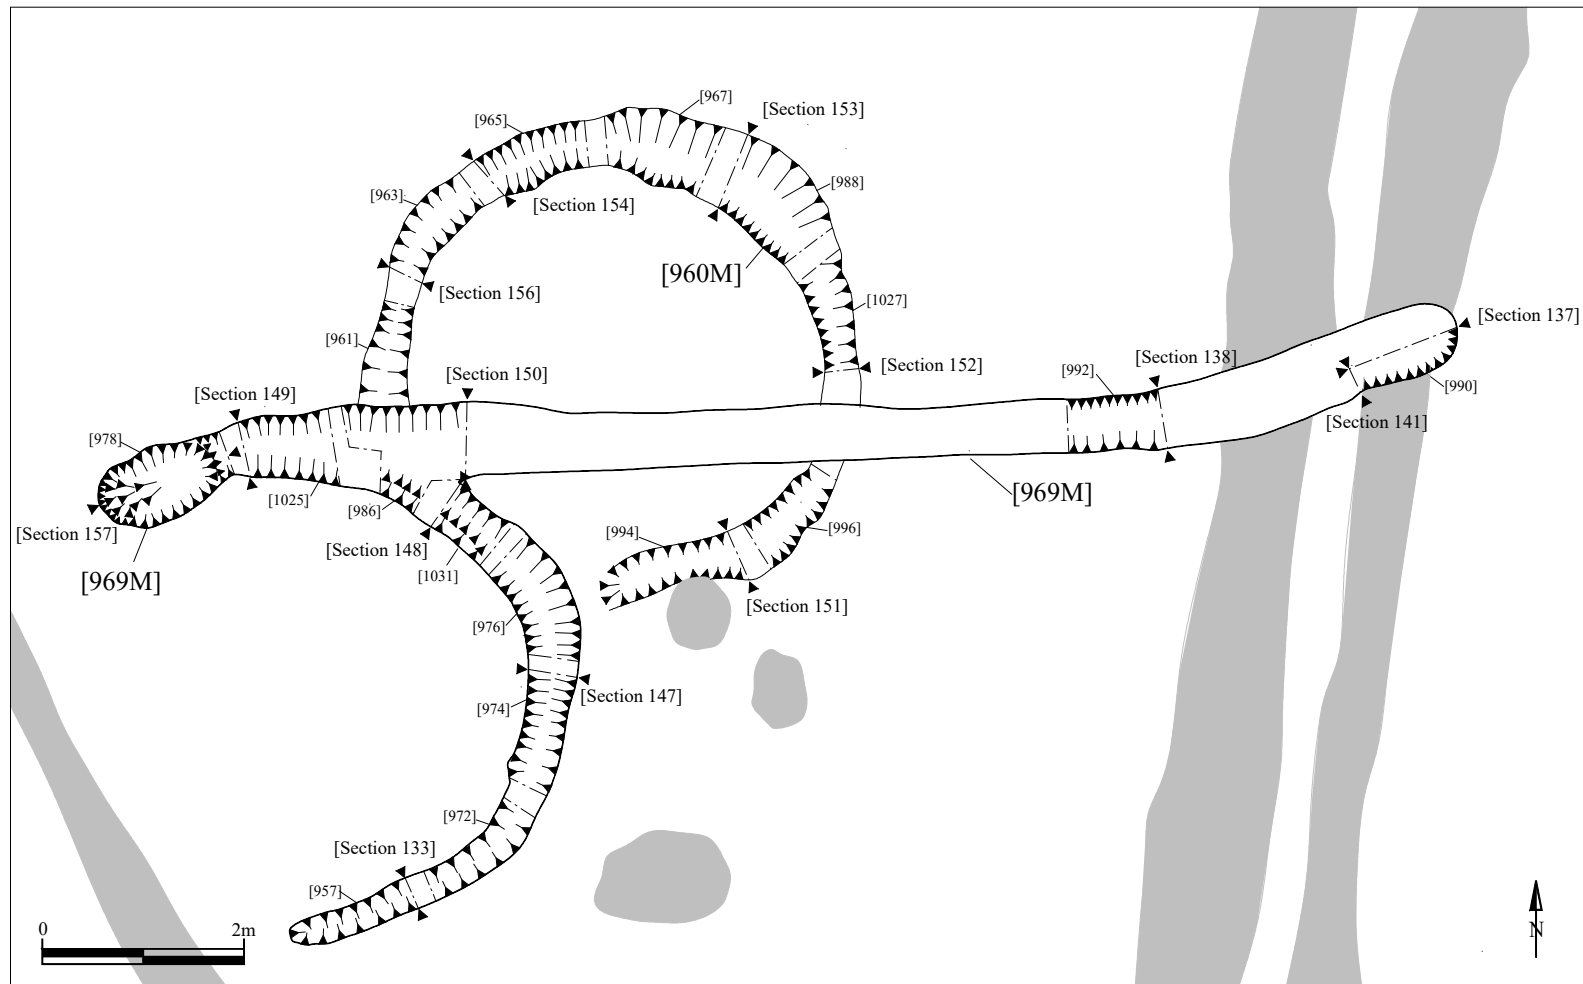 [967]
[Section 153]
[965]
[988]
[963]
[Section 154]
[960M]
[Section 156]
[1027]
[Section 137]
[961]
[Section 138]
[Section 152]
[992]
[Section 150]
[990]
[Section 149]
[Section 141]
[978]
[969M]
[1025]
[986]
[996]
[994]
[Section 157]
[Section 148]
[1031]
[969M]
[Section 151]
[976]
[Section 147]
[974]
[972]
[Section 133]
[957]
0 2m
N